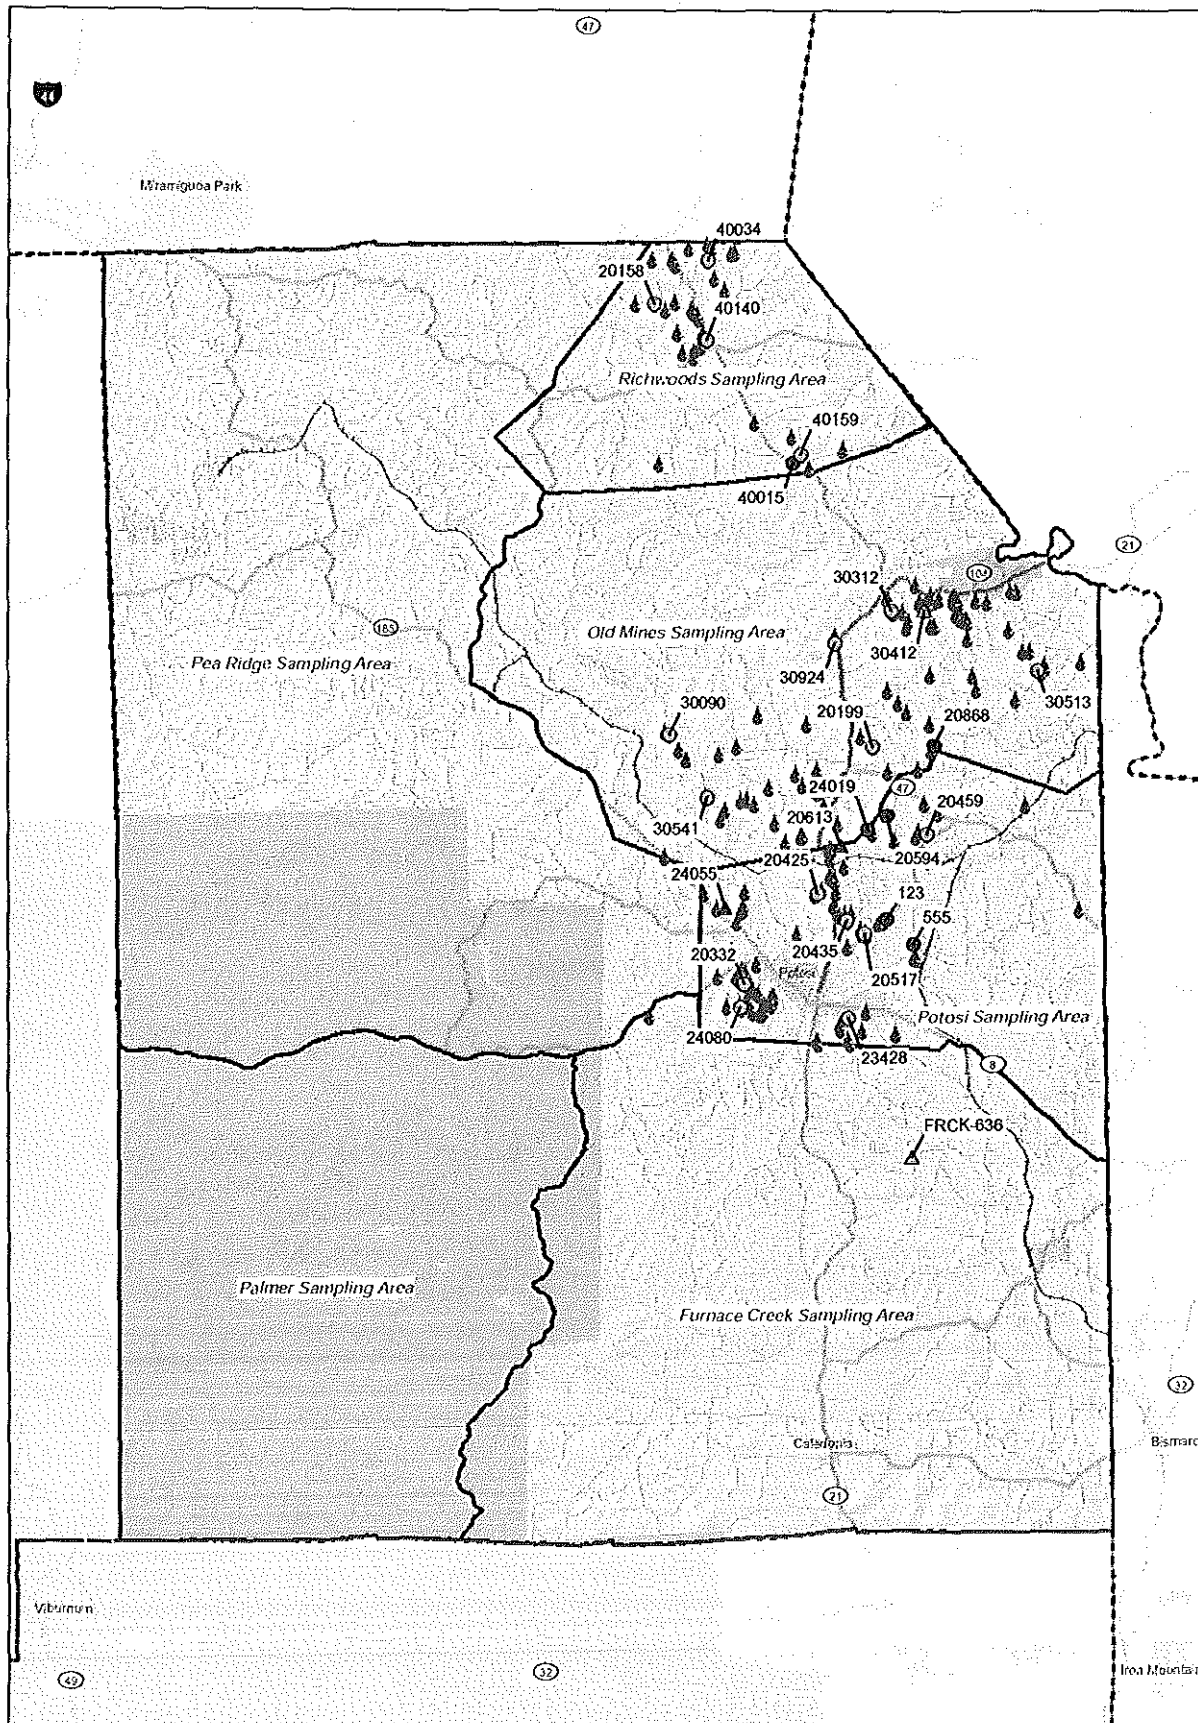 47
44
Miramiguoa Park
40034
20158
40140
Richwoods Sampling Area
40159
40015
21
104
30312
Old Mines Sampling Area
185
30412
Pea Ridge Sampling Area
30924
30513
30090
20199
20868
24019
47
20459
20613
30541
20425
20594
24055
123
555
20435
20332
Potosi
20517
Potosi Sampling Area
24080
23428
8
FRCK-636
Palmer Sampling Area
Furnace Creek Sampling Area
32
Caledonia
Bismarc
21
Viburnum
49
32
Iron Mountai